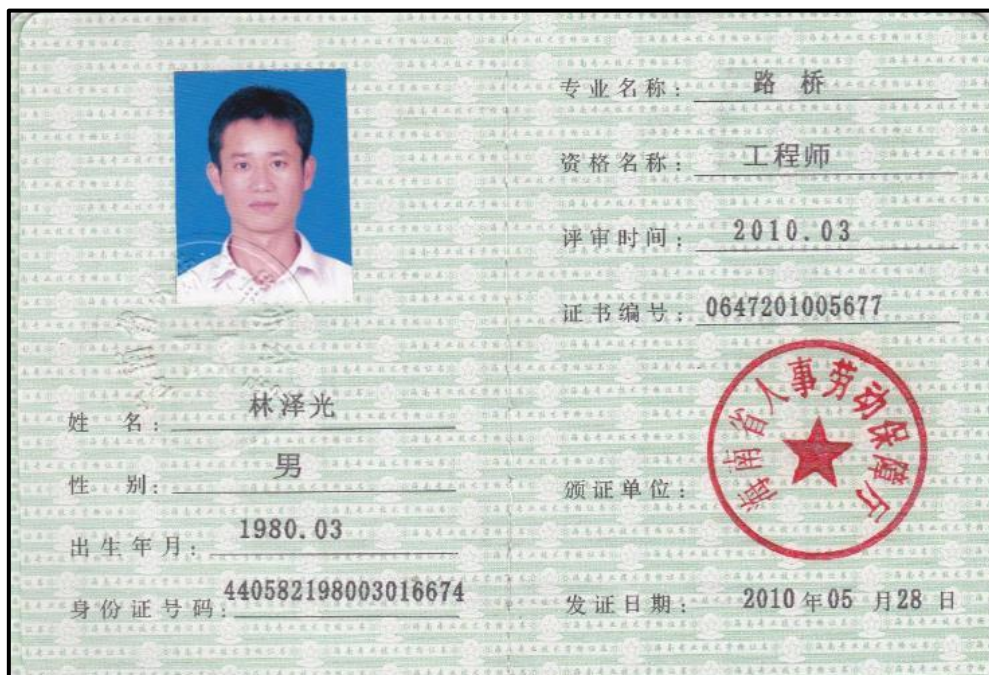 姓 名：林泽光
性 别：男
出生年月：1980.03
身份证号码：440582198003016674
专业名称：路 桥
资格名称：工程师
评审时间：2010.03
证书编号：0647201005677
颁证单位：
海南省人事劳动保障厅
发证日期：2010年05月28日